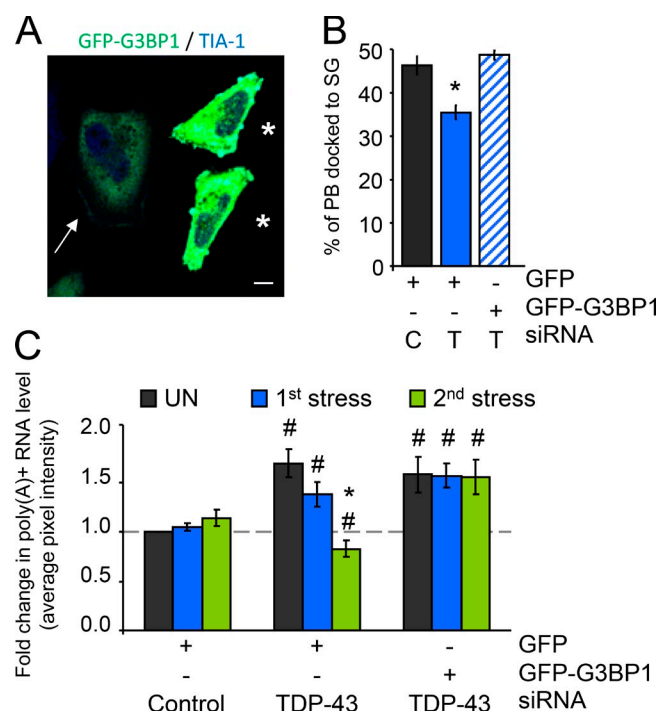 A
GFP-G3BP1 / TIA-1
*
*
B
% of PB docked to SG
50
40
30
20
10
0
*
+ + - GFP
- - + GFP-G3BP1
C T T siRNA
C
UN 1st stress 2nd stress
Fold change in poly(A)+ RNA level
(average pixel intensity)
2.0
1.5
1.0
0.5
0.0
# # * # # # #
+ + - GFP
- - + GFP-G3BP1
Control TDP-43 TDP-43 siRNA